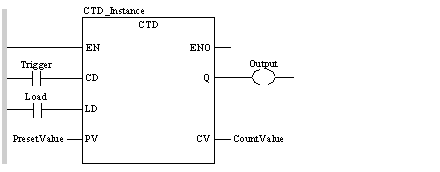 CTD_Instance
CTD
EN ENO
Trigger Output
CD Q
Load
LD
PresetValue PV CV CountValue